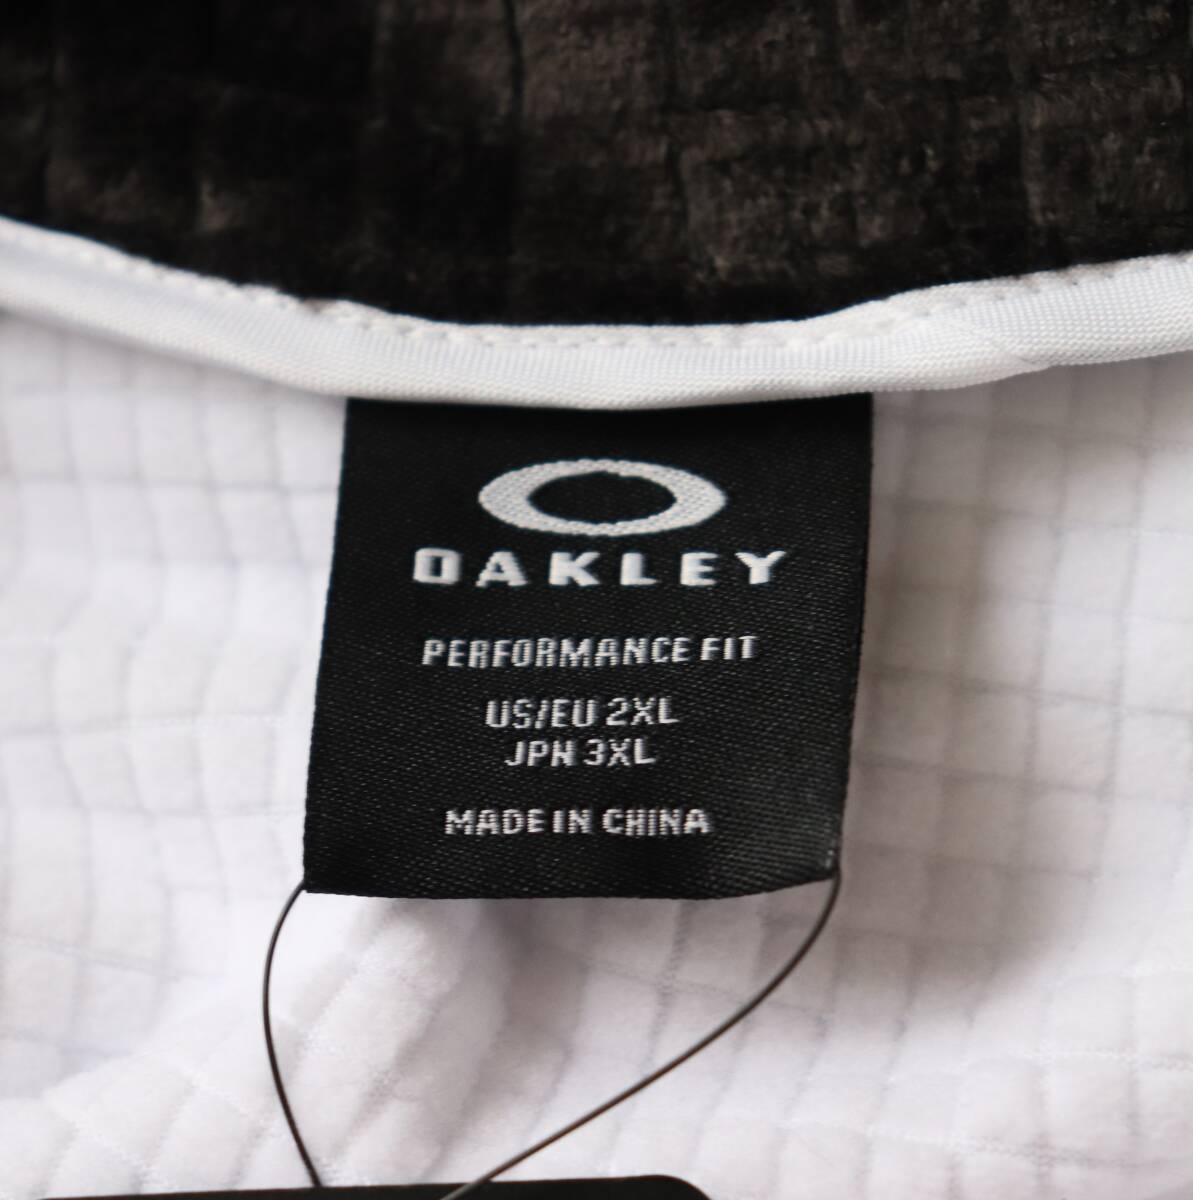 OAKLEY
PERFORMANCE FIT
US/EU 2XL
JPN 3XL
MADE IN CHINA